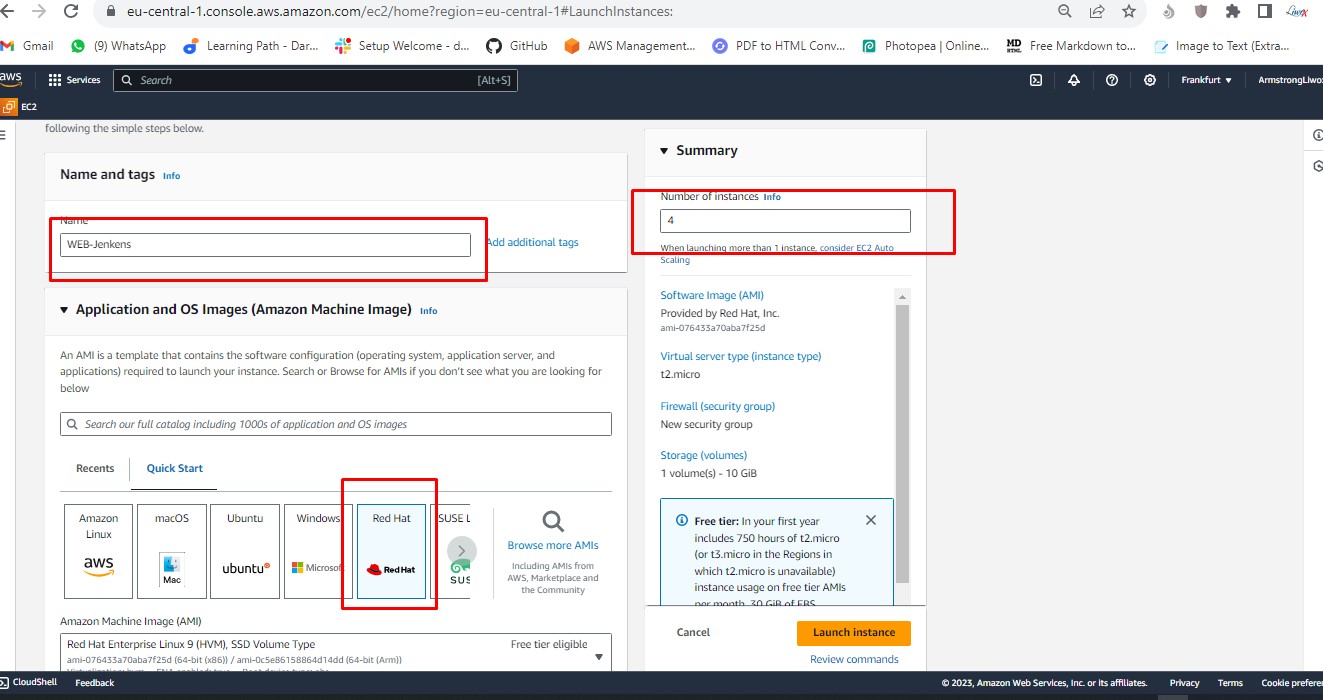 eu-central-1.console.aws.amazon.com/ec2/home?region=eu-central-1#LaunchInstances:
Gmail (9) WhatsApp Learning Path - Dar... Setup Welcome - d... GitHub AWS Management... PDF to HTML Conv... Photopea | Online... Free Markdown to... Image to Text (Extra...
aws Services Search [Alt+S] Frankfurt ArmstrongLiwox
EC2
following the simple steps below.
Name and tags Info
Name
WEB-Jenkens
Add additional tags
Application and OS Images (Amazon Machine Image) Info
An AMI is a template that contains the software configuration (operating system, application server, and
applications) required to launch your instance. Search or Browse for AMIs if you don't see what you are looking for
below
Search our full catalog including 1000s of application and OS images
Recents Quick Start
Amazon
Linux
aws
macOS
Mac
Ubuntu
ubuntu
Windows
Microsof
Red Hat
Red Hat
SUSE L
SUS
Browse more AMIs
Including AMIs from
AWS, Marketplace and
the Community
Amazon Machine Image (AMI)
Red Hat Enterprise Linux 9 (HVM), SSD Volume Type Free tier eligible
ami-076433a70aba7f25d (64-bit (x86)) / ami-0c5e86158864d14dd (64-bit (Arm))
Summary
Number of instances Info
4
When launching more than 1 instance, consider EC2 Auto
Scaling
Software Image (AMI)
Provided by Red Hat, Inc.
ami-076433a70aba7f25d
Virtual server type (instance type)
t2.micro
Firewall (security group)
New security group
Storage (volumes)
1 volume(s) - 10 GiB
Free tier: In your first year
includes 750 hours of t2.micro
(or t3.micro in the Regions in
which t2.micro is unavailable)
instance usage on free tier AMIs
per month, 30 GiB of EBS
Cancel Launch instance
Review commands
CloudShell Feedback © 2023, Amazon Web Services, Inc. or its affiliates. Privacy Terms Cookie prefere